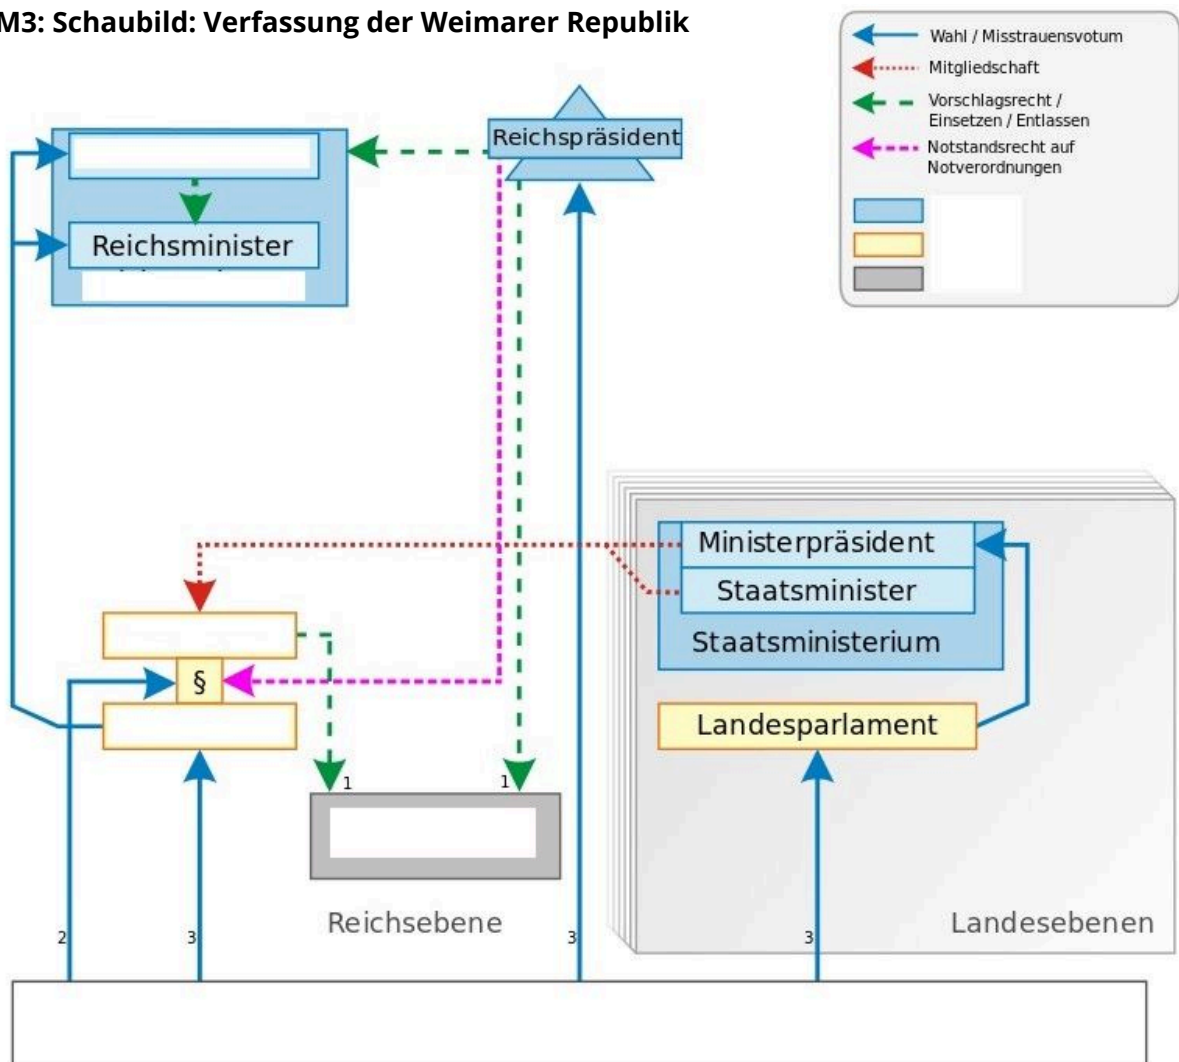 M3: Schaubild: Verfassung der Weimarer Republik
Wahl / Misstrauensvotum
Mitgliedschaft
Vorschlagsrecht /
Einsetzen / Entlassen
Notstandsrecht auf
Notverordnungen
Reichspräsident
Reichsminister
Ministerpräsident
Staatsminister
Staatsministerium
§
Landesparlament
1
1
Reichsebene
Landesebenen
2
3
3
3